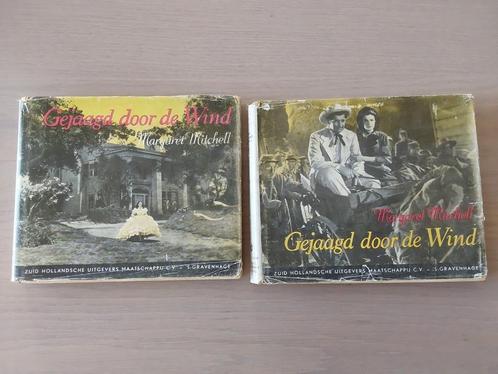 Gejaagd door de Wind
Margaret Mitchell
ZUID HOLLANDSCHE UITGEVERS MAATSCHAPPIJ C.V. - 'S-GRAVENHAGE
Margaret Mitchell
Gejaagd door de Wind
ZUID HOLLANDSCHE UITGEVERS MAATSCHAPPIJ C.V. - 'S-GRAVENHAGE